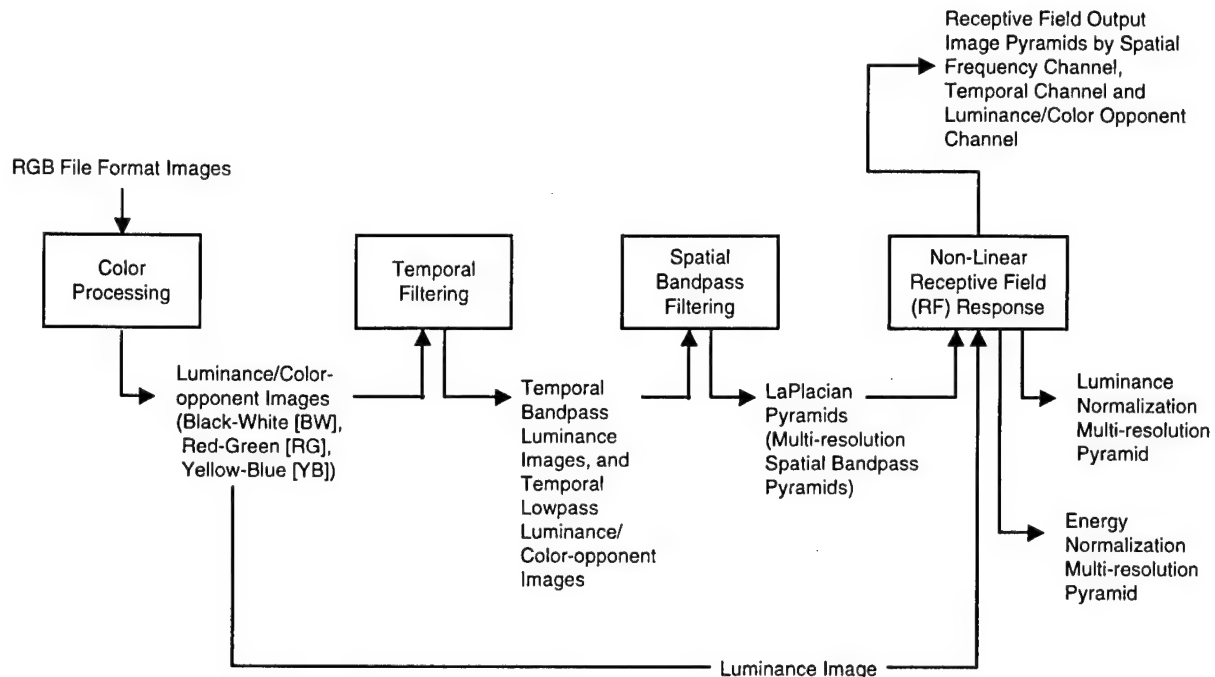 Receptive Field Output
Image Pyramids by Spatial
Frequency Channel,
Temporal Channel and
Luminance/Color Opponent
Channel
RGB File Format Images
Color
Processing
Temporal
Filtering
Spatial
Bandpass
Filtering
Non-Linear
Receptive Field
(RF) Response
Luminance/Color-
opponent Images
(Black-White [BW],
Red-Green [RG],
Yellow-Blue [YB])
Temporal
Bandpass
Luminance
Images, and
Temporal
Lowpass
Luminance/
Color-opponent
Images
LaPlacian
Pyramids
(Multi-resolution
Spatial Bandpass
Pyramids)
Luminance
Normalization
Multi-resolution
Pyramid
Energy
Normalization
Multi-resolution
Pyramid
Luminance Image